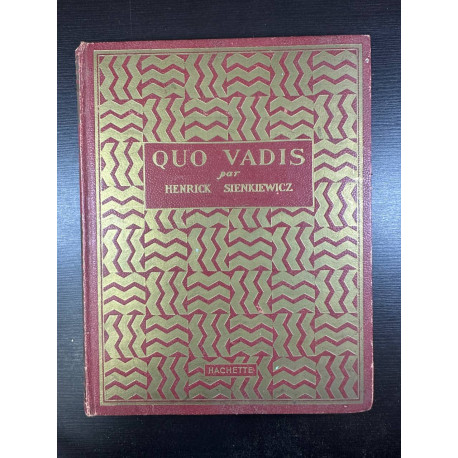 QUO VADIS
par
HENRICK SIENKIEWICZ
HACHETTE